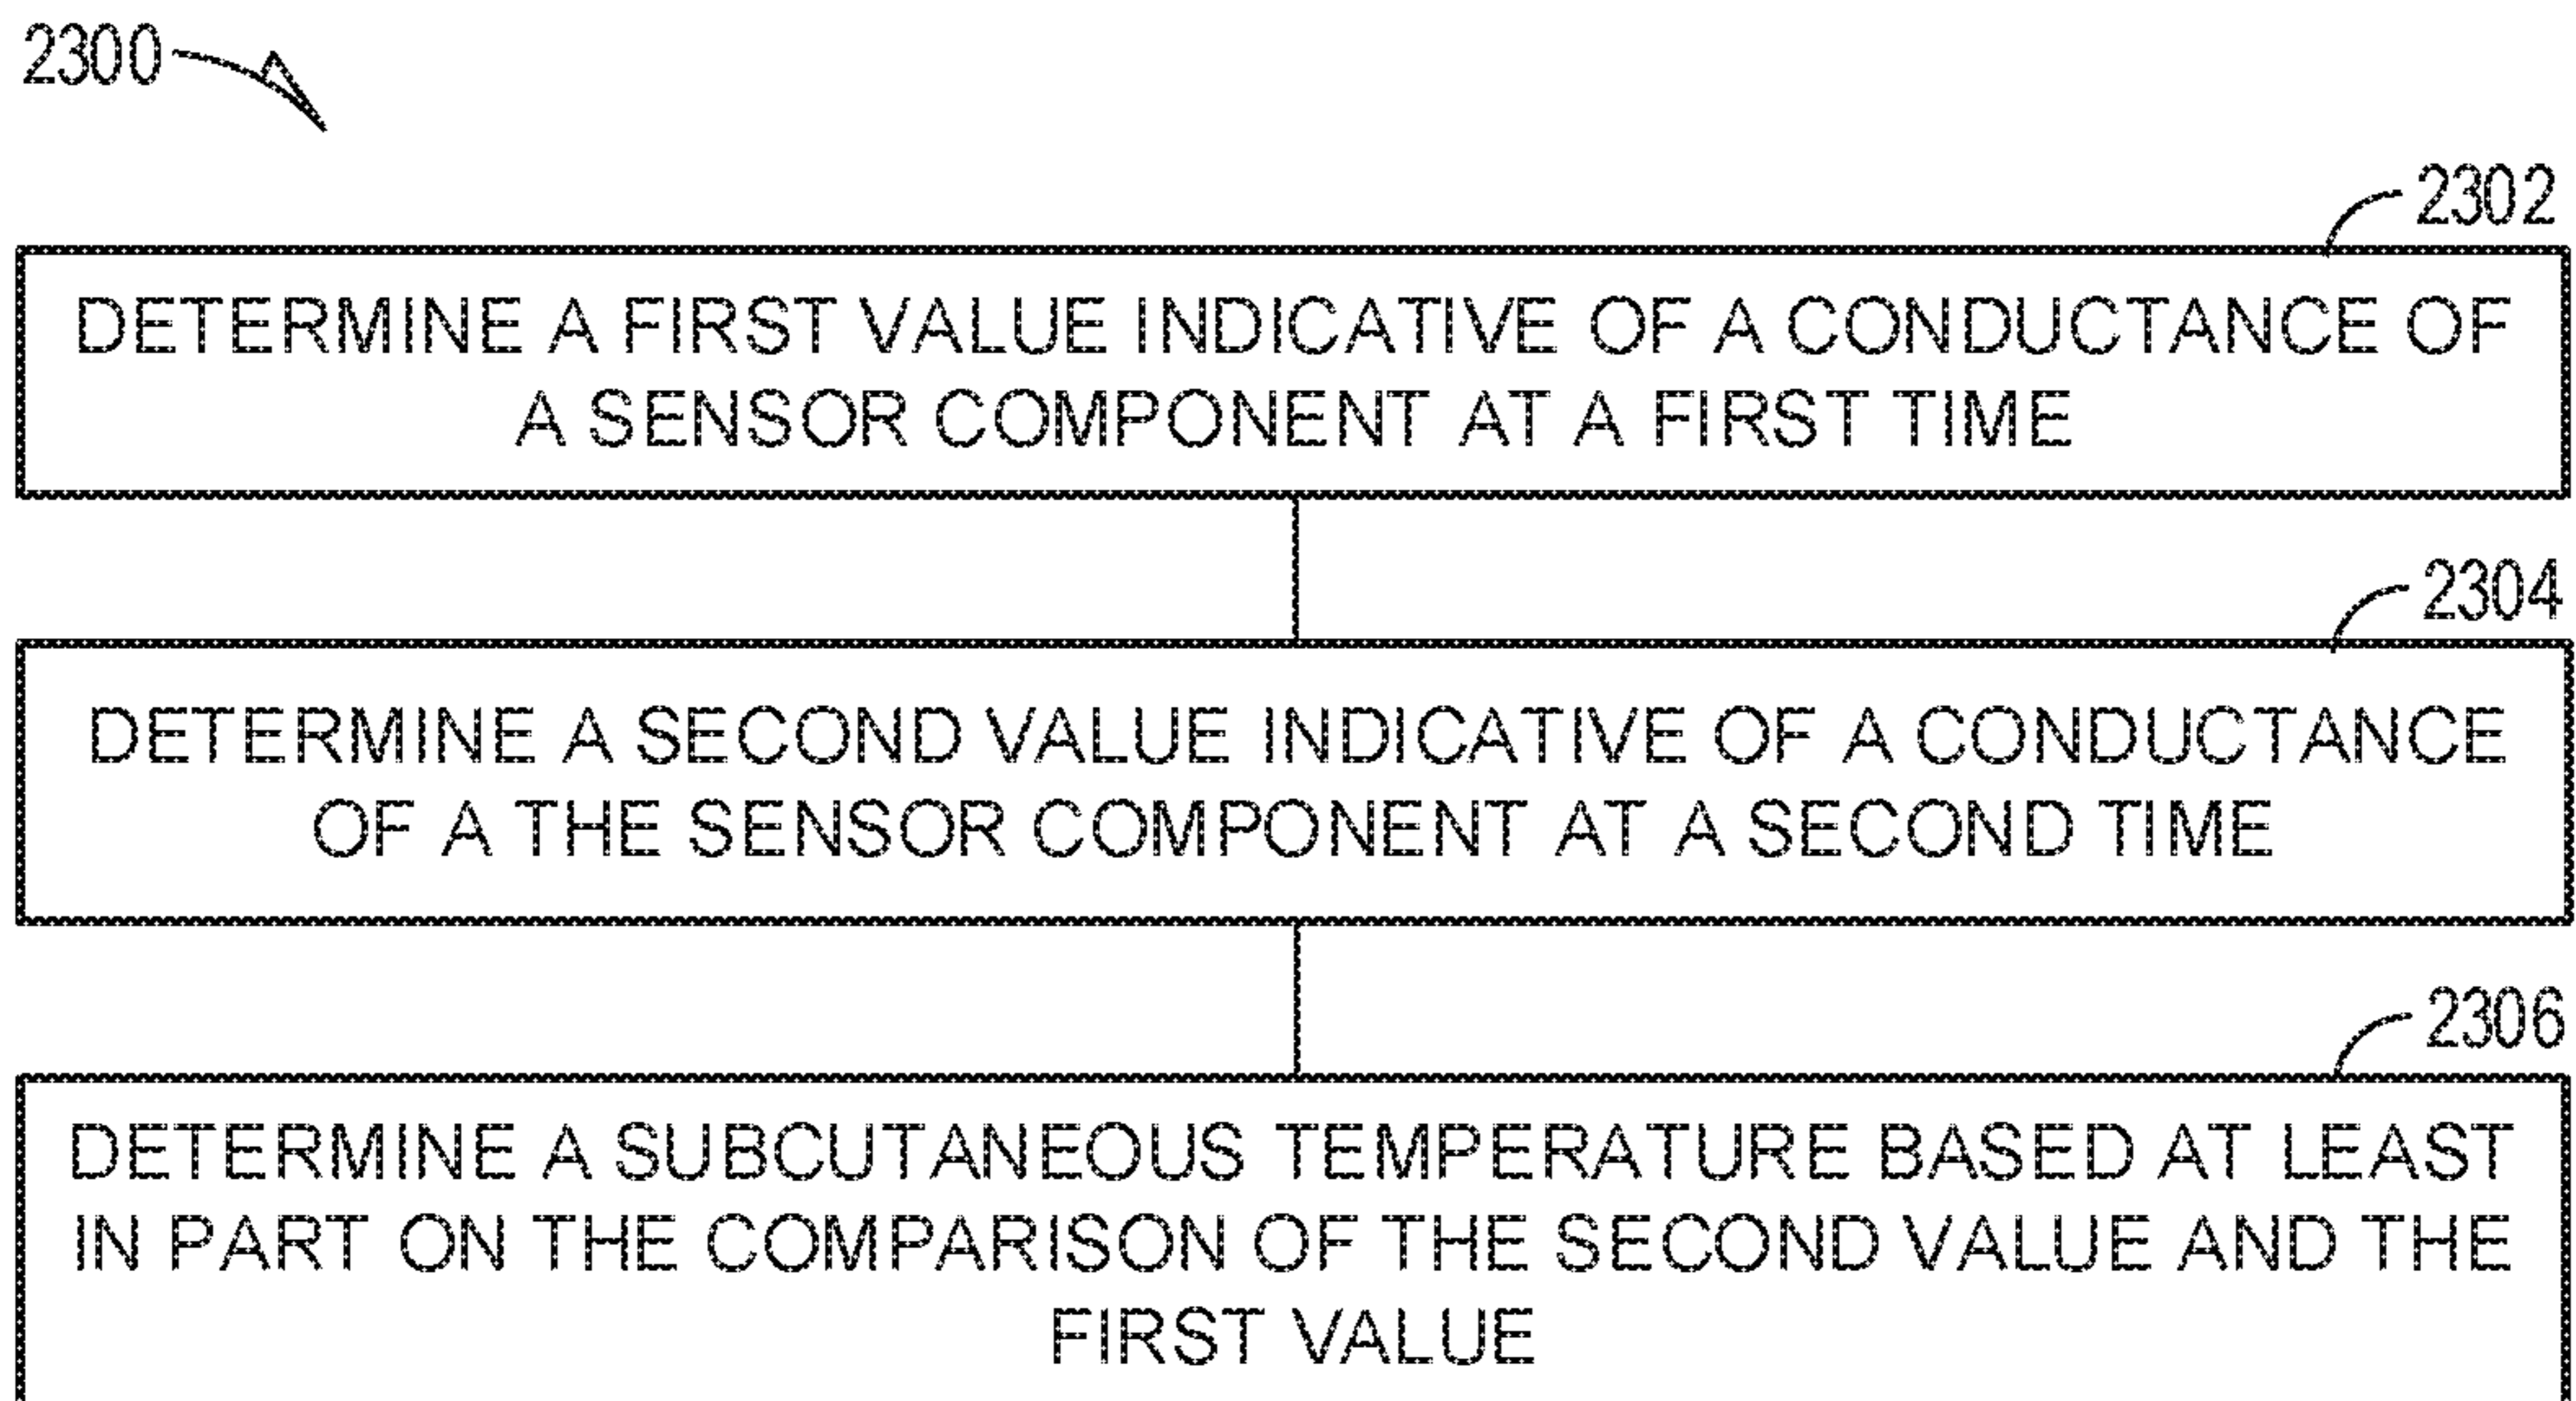 2300
2302
DETERMINE A FIRST VALUE INDICATIVE OF A CONDUCTANCE OF
A SENSOR COMPONENT AT A FIRST TIME
2304
DETERMINE A SECOND VALUE INDICATIVE OF A CONDUCTANCE
OF A THE SENSOR COMPONENT AT A SECOND TIME
2306
DETERMINE A SUBCUTANEOUS TEMPERATURE BASED AT LEAST
IN PART ON THE COMPARISON OF THE SECOND VALUE AND THE
FIRST VALUE